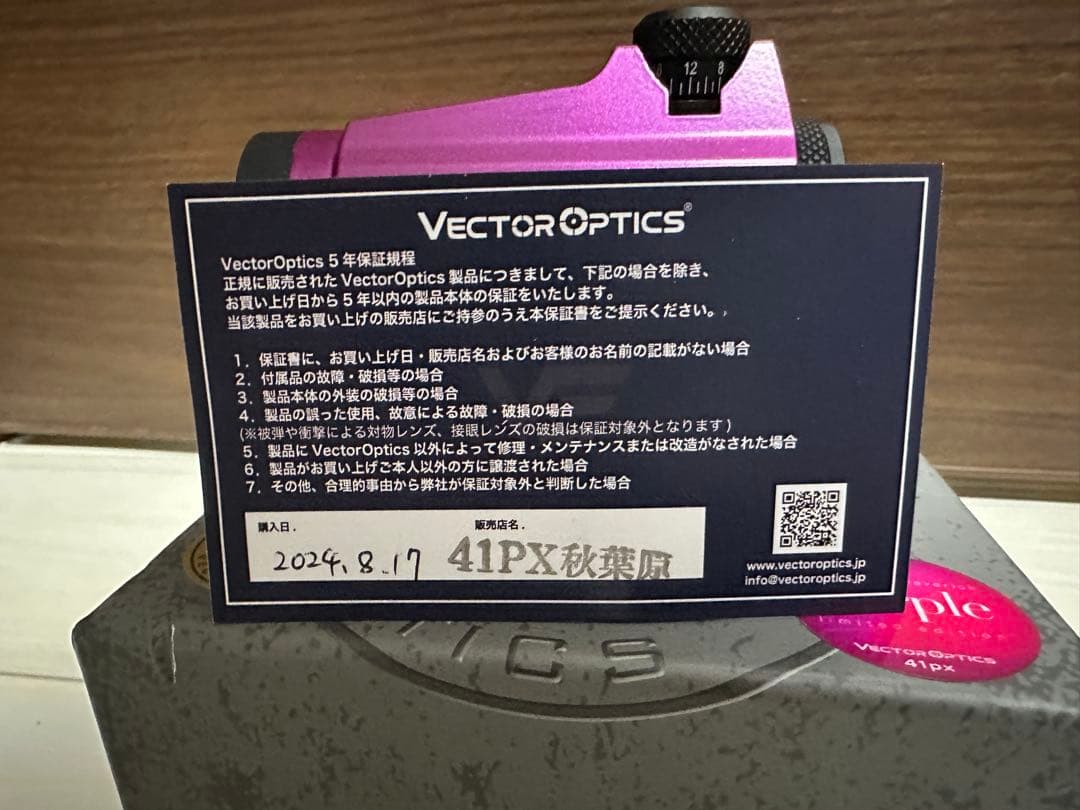 12 8
VECTOR OPTICS®
VectorOptics 5 年保証規程
正規に販売された VectorOptics 製品につきまして、下記の場合を除き、
お買い上げ日から 5 年以内の製品本体の保証をいたします。
当該製品をお買い上げの販売店にご持参のうえ本保証書をご提示ください。
1. 保証書に、お買い上げ日・販売店名およびお客様のお名前の記載がない場合
2. 付属品の故障・破損等の場合
3. 製品本体の外装の破損等の場合
4. 製品の誤った使用、故意による故障・破損の場合
(※被弾や衝撃による対物レンズ、接眼レンズの破損は保証対象外となります)
5. 製品に VectorOptics 以外によって修理・メンテナンスまたは改造がなされた場合
6. 製品がお買い上げご本人以外の方に譲渡された場合
7. その他、合理的事由から弊社が保証対象外と判断した場合
購入日. 販売店名.
2024.8.17 41PX秋葉原
www.vectoroptics.jp
info@vectoroptics.jp
ple
limited edition
VECTOR OPTICS
41px
TICS